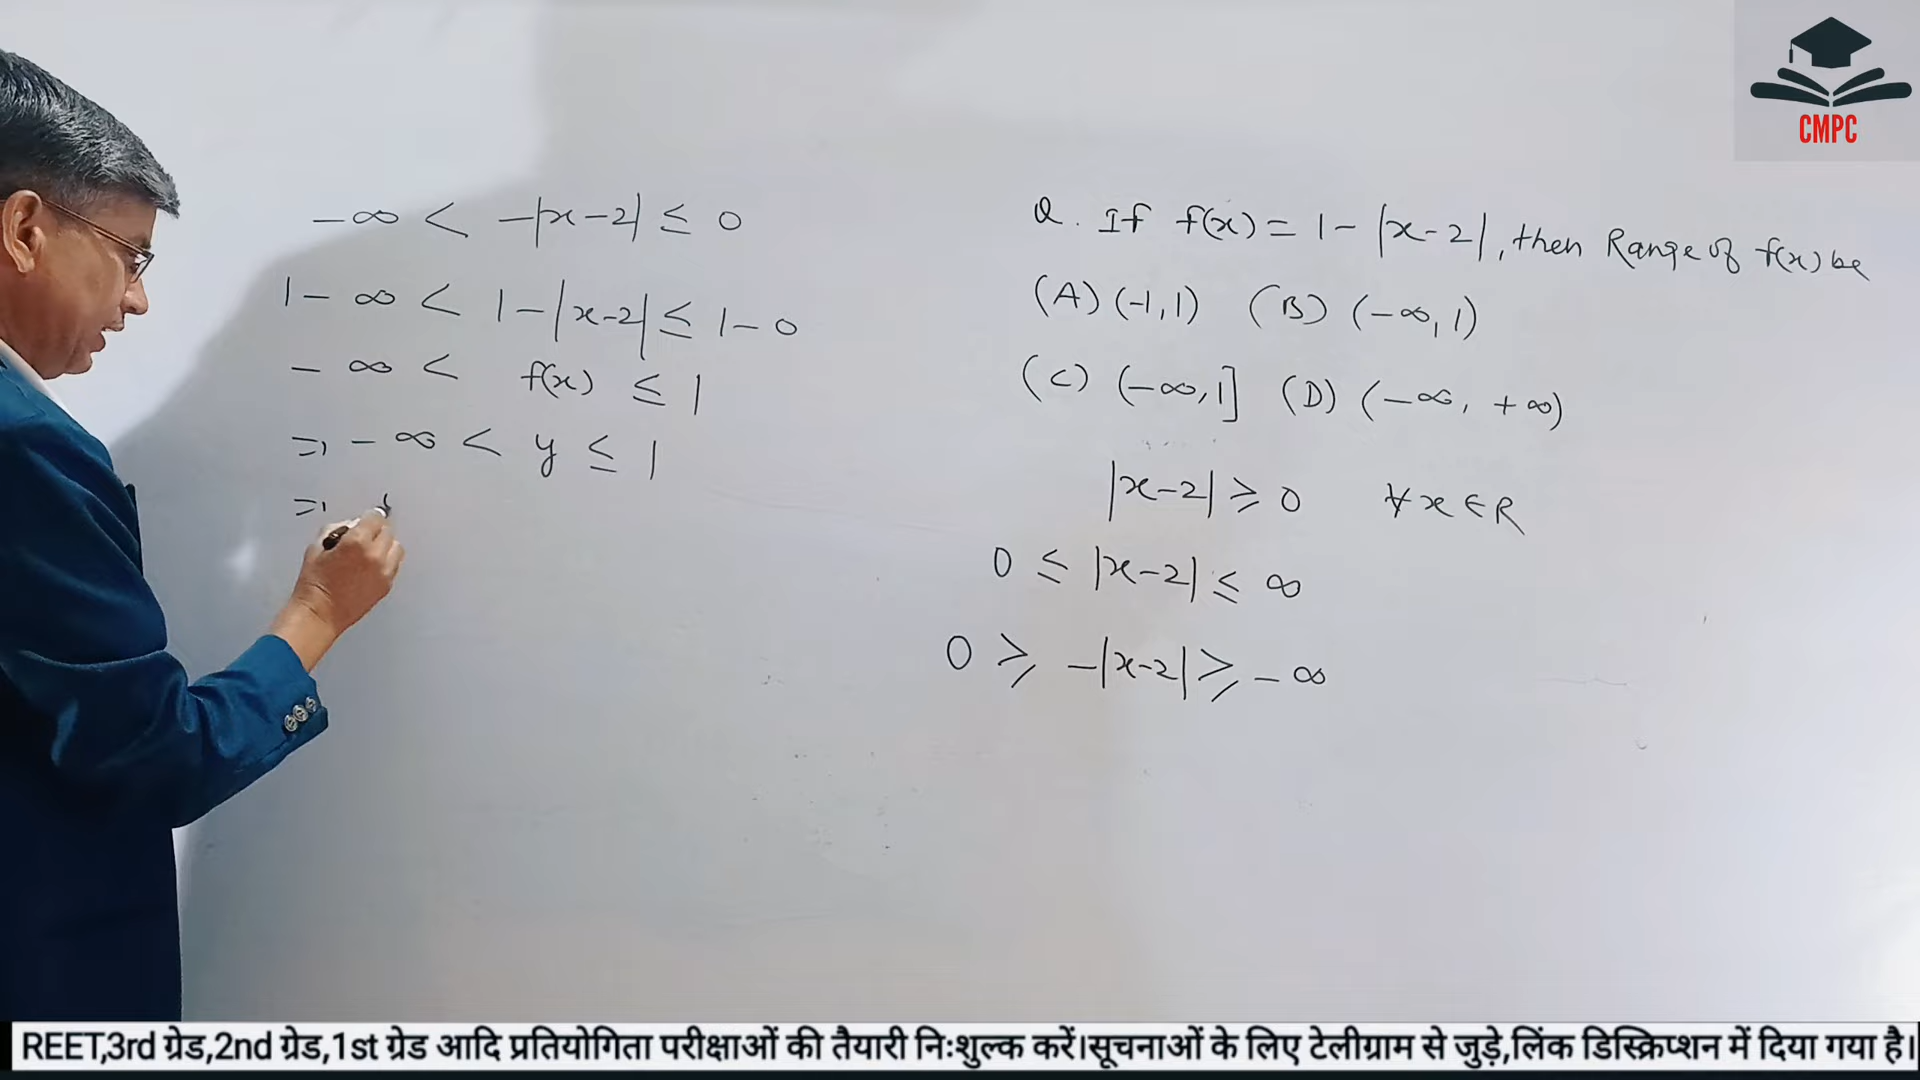 CMPC
Q. If f(x) = 1 - |x-2|, then Range of f(x) be
(A) (-1, 1) (B) (-∞, 1)
(C) (-∞, 1] (D) (-∞, +∞)
|x-2| ⩾ 0 ∀ x ∈ R
0 ≤ |x-2| ≤ ∞
0 ⩾ -|x-2| ⩾ -∞
-∞ < -|x-2| ≤ 0
1 - ∞ < 1 - |x-2| ≤ 1 - 0
-∞ < f(x) ≤ 1
⇒ -∞ < y ≤ 1
⇒
REET,3rd ग्रेड,2nd ग्रेड,1st ग्रेड आदि प्रतियोगिता परीक्षाओं की तैयारी निःशुल्क करें।सूचनाओं के लिए टेलीग्राम से जुड़े,लिंक डिस्क्रिप्शन में दिया गया है।